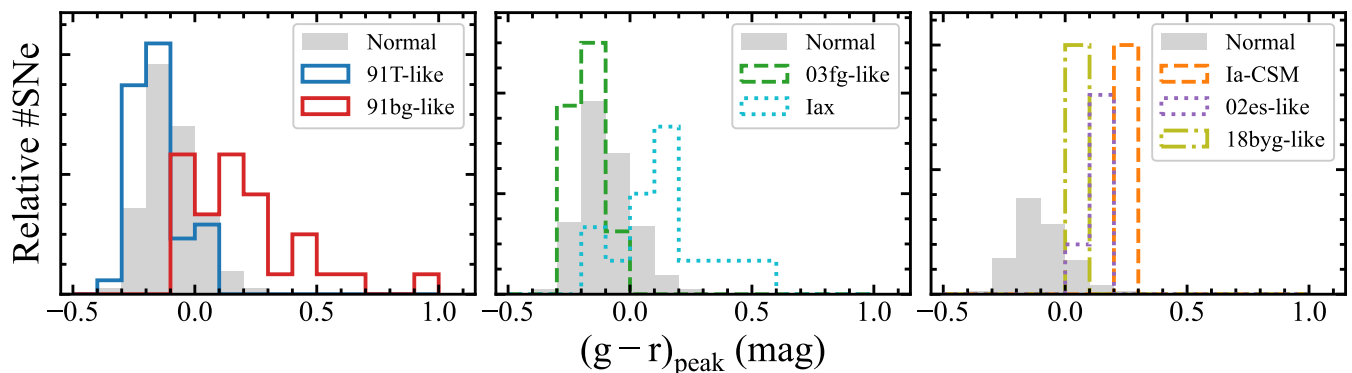 Relative #SNe
Normal
91T-like
91bg-like
−0.5 0.0 0.5 1.0
Normal
03fg-like
Iax
−0.5 0.0 0.5 1.0
Normal
Ia-CSM
02es-like
18byg-like
−0.5 0.0 0.5 1.0
(g − r)peak (mag)